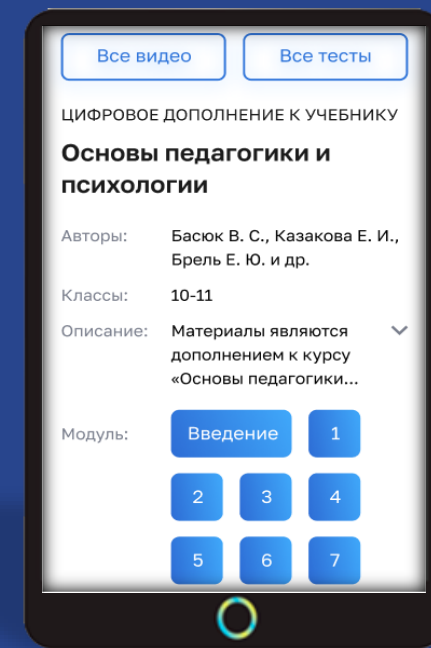 Все видео
Все тесты
ЦИФРОВОЕ ДОПОЛНЕНИЕ К УЧЕБНИКУ
Основы педагогики и
психологии
Авторы: Басюк В. С., Казакова Е. И.,
Брель Е. Ю. и др.
Классы: 10-11
Описание: Материалы являются
дополнением к курсу
«Основы педагогики...
Модуль: Введение 1
2 3 4
5 6 7